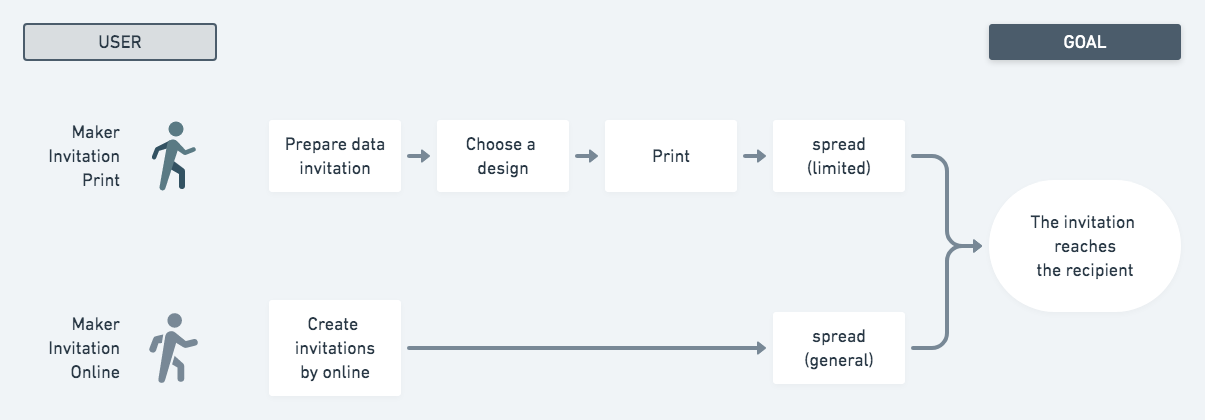 USER
GOAL
Maker
Invitation
Print
Prepare data
invitation
Choose a
design
Print
spread
(limited)
The invitation
reaches
the recipient
Maker
Invitation
Online
Create
invitations
by online
spread
(general)